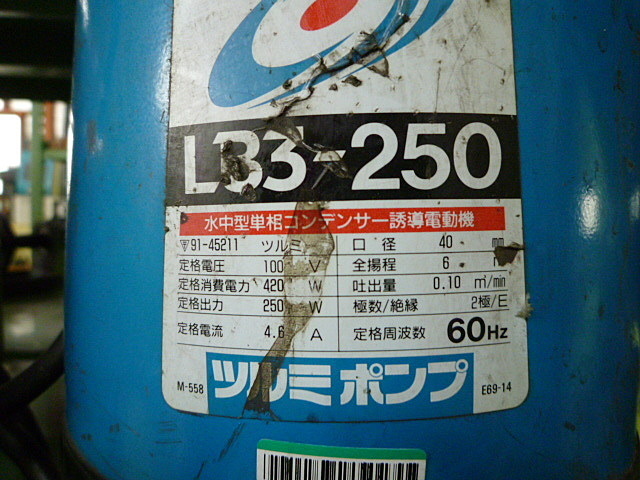 LB3-250
水中型単相コンデンサー誘導電動機
〒91-45211 ツルミ 口径 40 mm
定格電圧 100 V 全揚程 6 m
定格消費電力 420 W 吐出量 0.10 m³/min
定格出力 250 W 極数/絶縁 2極/E
定格電流 4.6 A 定格周波数 60Hz
M-558 ツルミポンプ E69-14